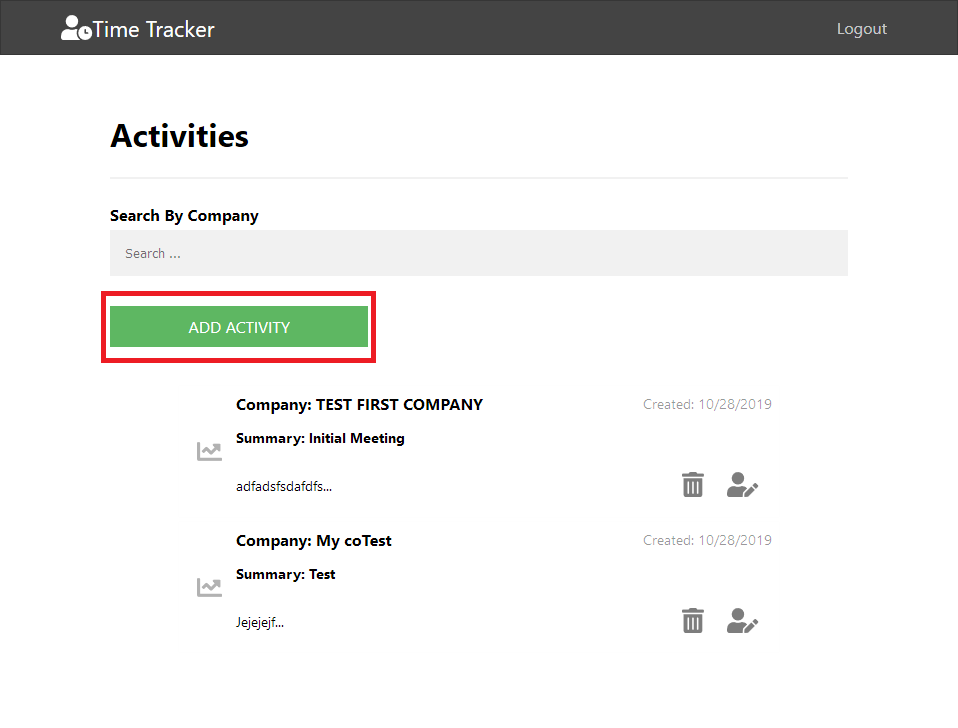 Time Tracker
Logout
Activities
Search By Company
Search ...
ADD ACTIVITY
Company: TEST FIRST COMPANY
Created: 10/28/2019
Summary: Initial Meeting
adfadsfsdafdfs...
Company: My coTest
Created: 10/28/2019
Summary: Test
Jejejejf...